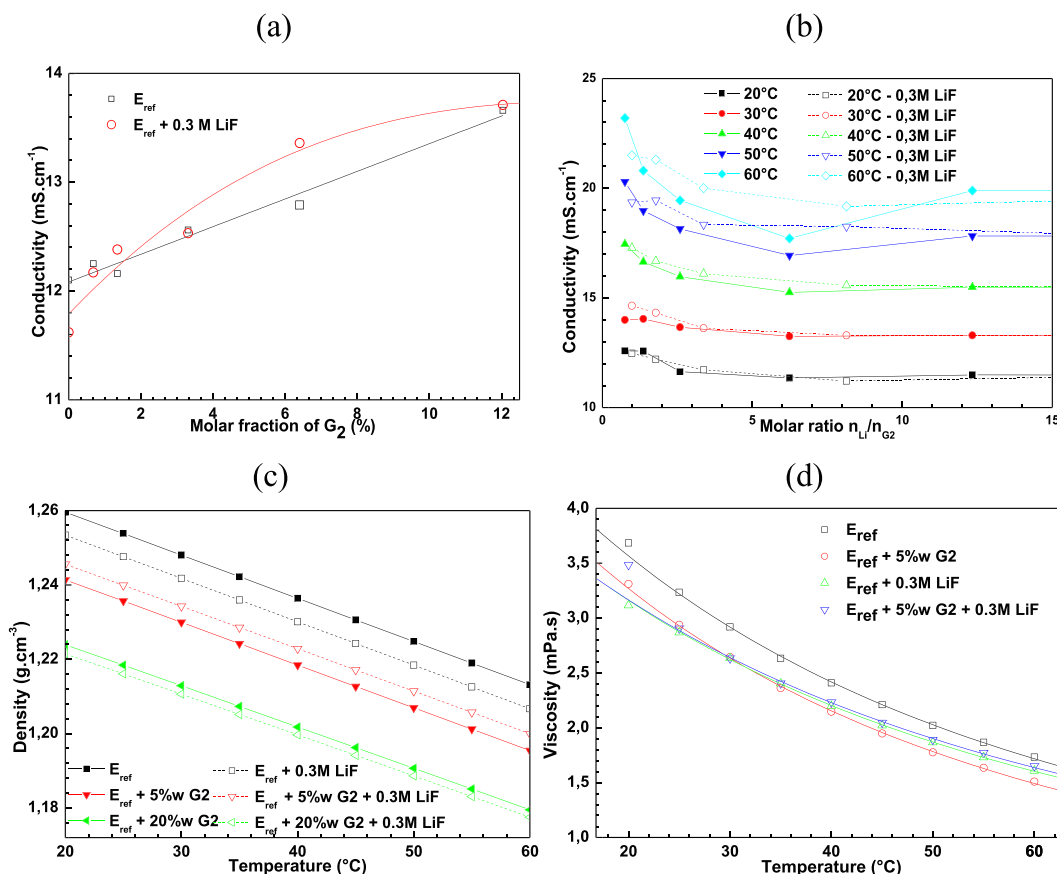 (a)
14
13
12
11
0
2
4
6
8
10
12
Conductivity (mS.cm-1)
Molar fraction of G2 (%)
Eref
Eref + 0.3 M LiF
(b)
25
20
15
10
0
5
10
15
Conductivity (mS.cm-1)
Molar ratio nLi/nG2
20°C
30°C
40°C
50°C
60°C
20°C - 0,3M LiF
30°C - 0,3M LiF
40°C - 0,3M LiF
50°C - 0,3M LiF
60°C - 0,3M LiF
(c)
1,26
1,24
1,22
1,20
1,18
20
30
40
50
60
Density (g.cm-3)
Temperature (°C)
Eref
Eref + 5%w G2
Eref + 20%w G2
Eref + 0.3M LiF
Eref + 5%w G2 + 0.3M LiF
Eref + 20%w G2 + 0.3M LiF
(d)
4,0
3,5
3,0
2,5
2,0
1,5
1,0
20
30
40
50
60
Viscosity (mPa.s)
Temperature (°C)
Eref
Eref + 5%w G2
Eref + 0.3M LiF
Eref + 5%w G2 + 0.3M LiF